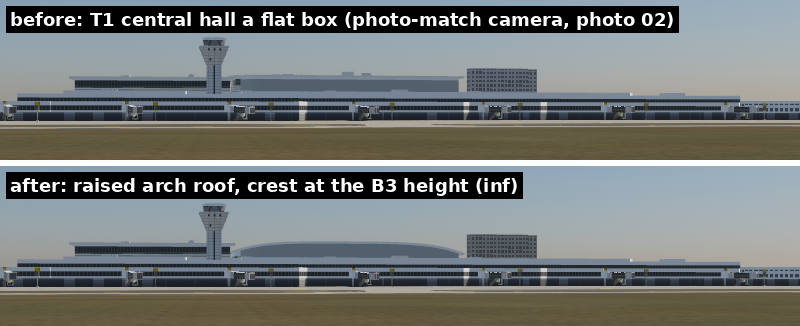 before: T1 central hall a flat box (photo-match camera, photo 02)
after: raised arch roof, crest at the B3 height (inf)